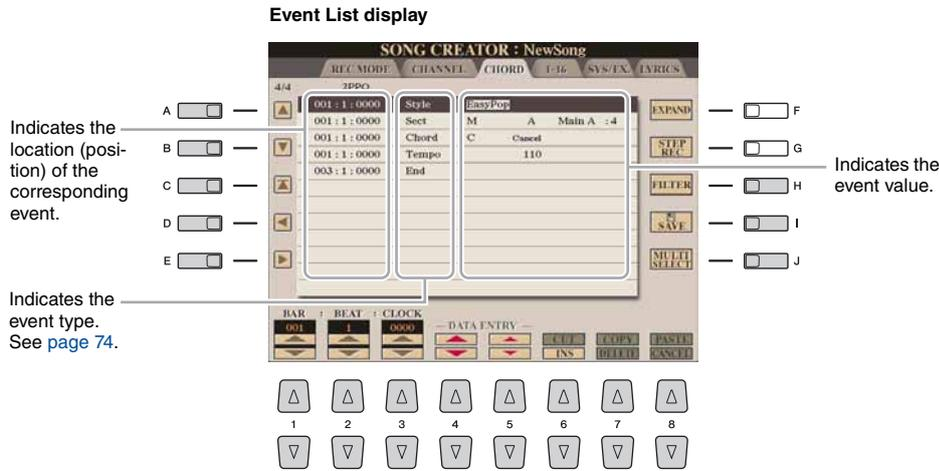 Event List display
SONG CREATOR : NewSong
REC MODE CHANNEL CHORD 1-16 SYS/EX. LYRICS
4/4 2PPQ
001 : 1 : 0000 Style EasyPop
001 : 1 : 0000 Sect M A Main A : 4
001 : 1 : 0000 Chord C Cancel
001 : 1 : 0000 Tempo 110
003 : 1 : 0000 End
A
B
C
D
E
EXPAND
STEP
REC
FILTER
SAVE
MULTI
SELECT
F
G
H
I
J
Indicates the
location (posi-
tion) of the
corresponding
event.
Indicates the
event value.
Indicates the
event type.
See page 74.
BAR : BEAT : CLOCK
001 1 0000
DATA ENTRY
CUT COPY PASTE
INS DELETE CANCEL
1 2 3 4 5 6 7 8